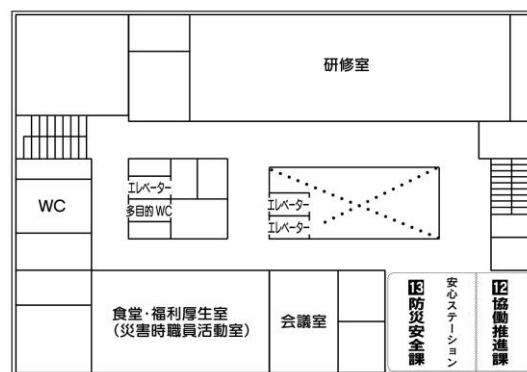 研修室
エレベーター
多目的WC
エレベーター
エレベーター
WC
食堂・福利厚生室
(災害時職員活動室)
会議室
12 協働推進課
安心ステーション
13 防災安全課